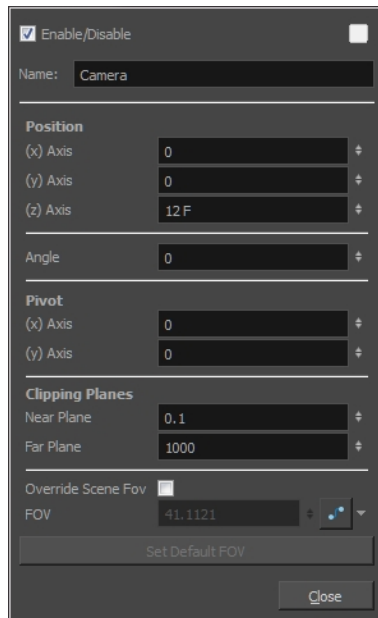 Enable/Disable
Name: Camera
Position
(x) Axis 0
(y) Axis 0
(z) Axis 12 F
Angle 0
Pivot
(x) Axis 0
(y) Axis 0
Clipping Planes
Near Plane 0.1
Far Plane 1000
Override Scene Fov
FOV 41.1121
Set Default FOV
Close